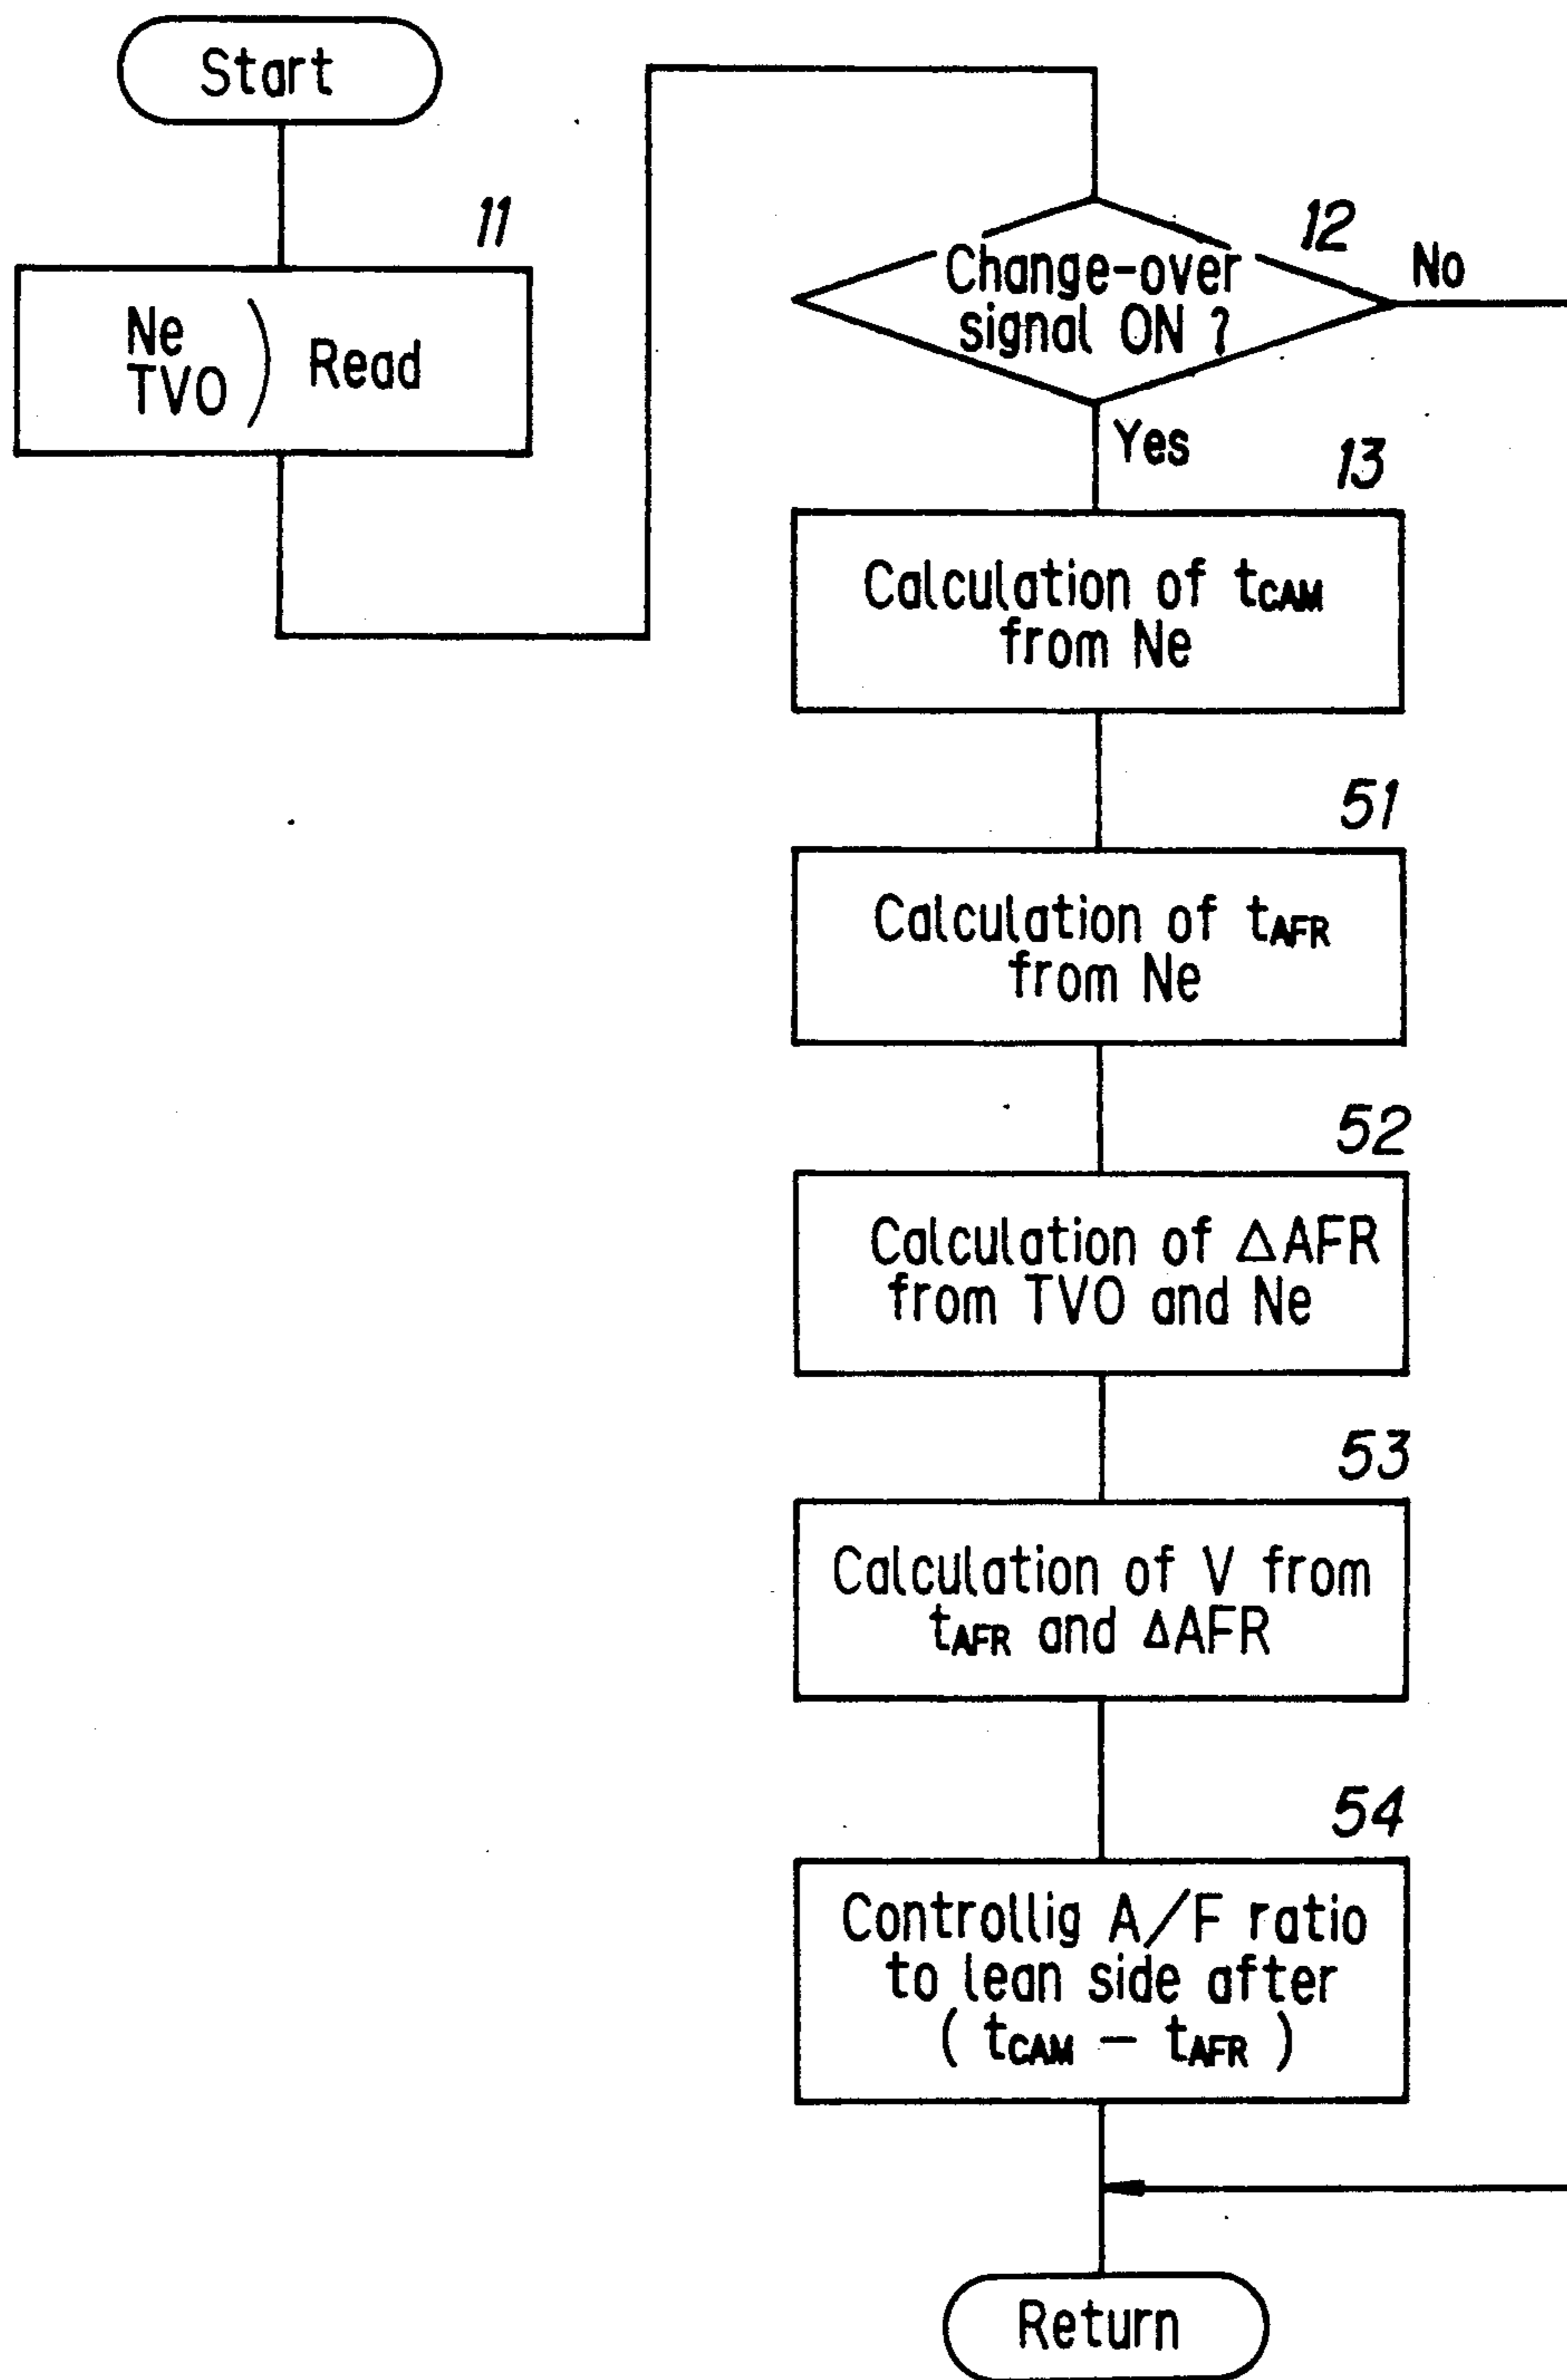 Start
11
Ne
TVO ) Read
12
Change-over
signal ON ?
No
Yes
13
Calculation of tCAM
from Ne
51
Calculation of tAFR
from Ne
52
Calculation of ΔAFR
from TVO and Ne
53
Calculation of V from
tAFR and ΔAFR
54
Controllig A/F ratio
to lean side after
( tCAM − tAFR )
Return